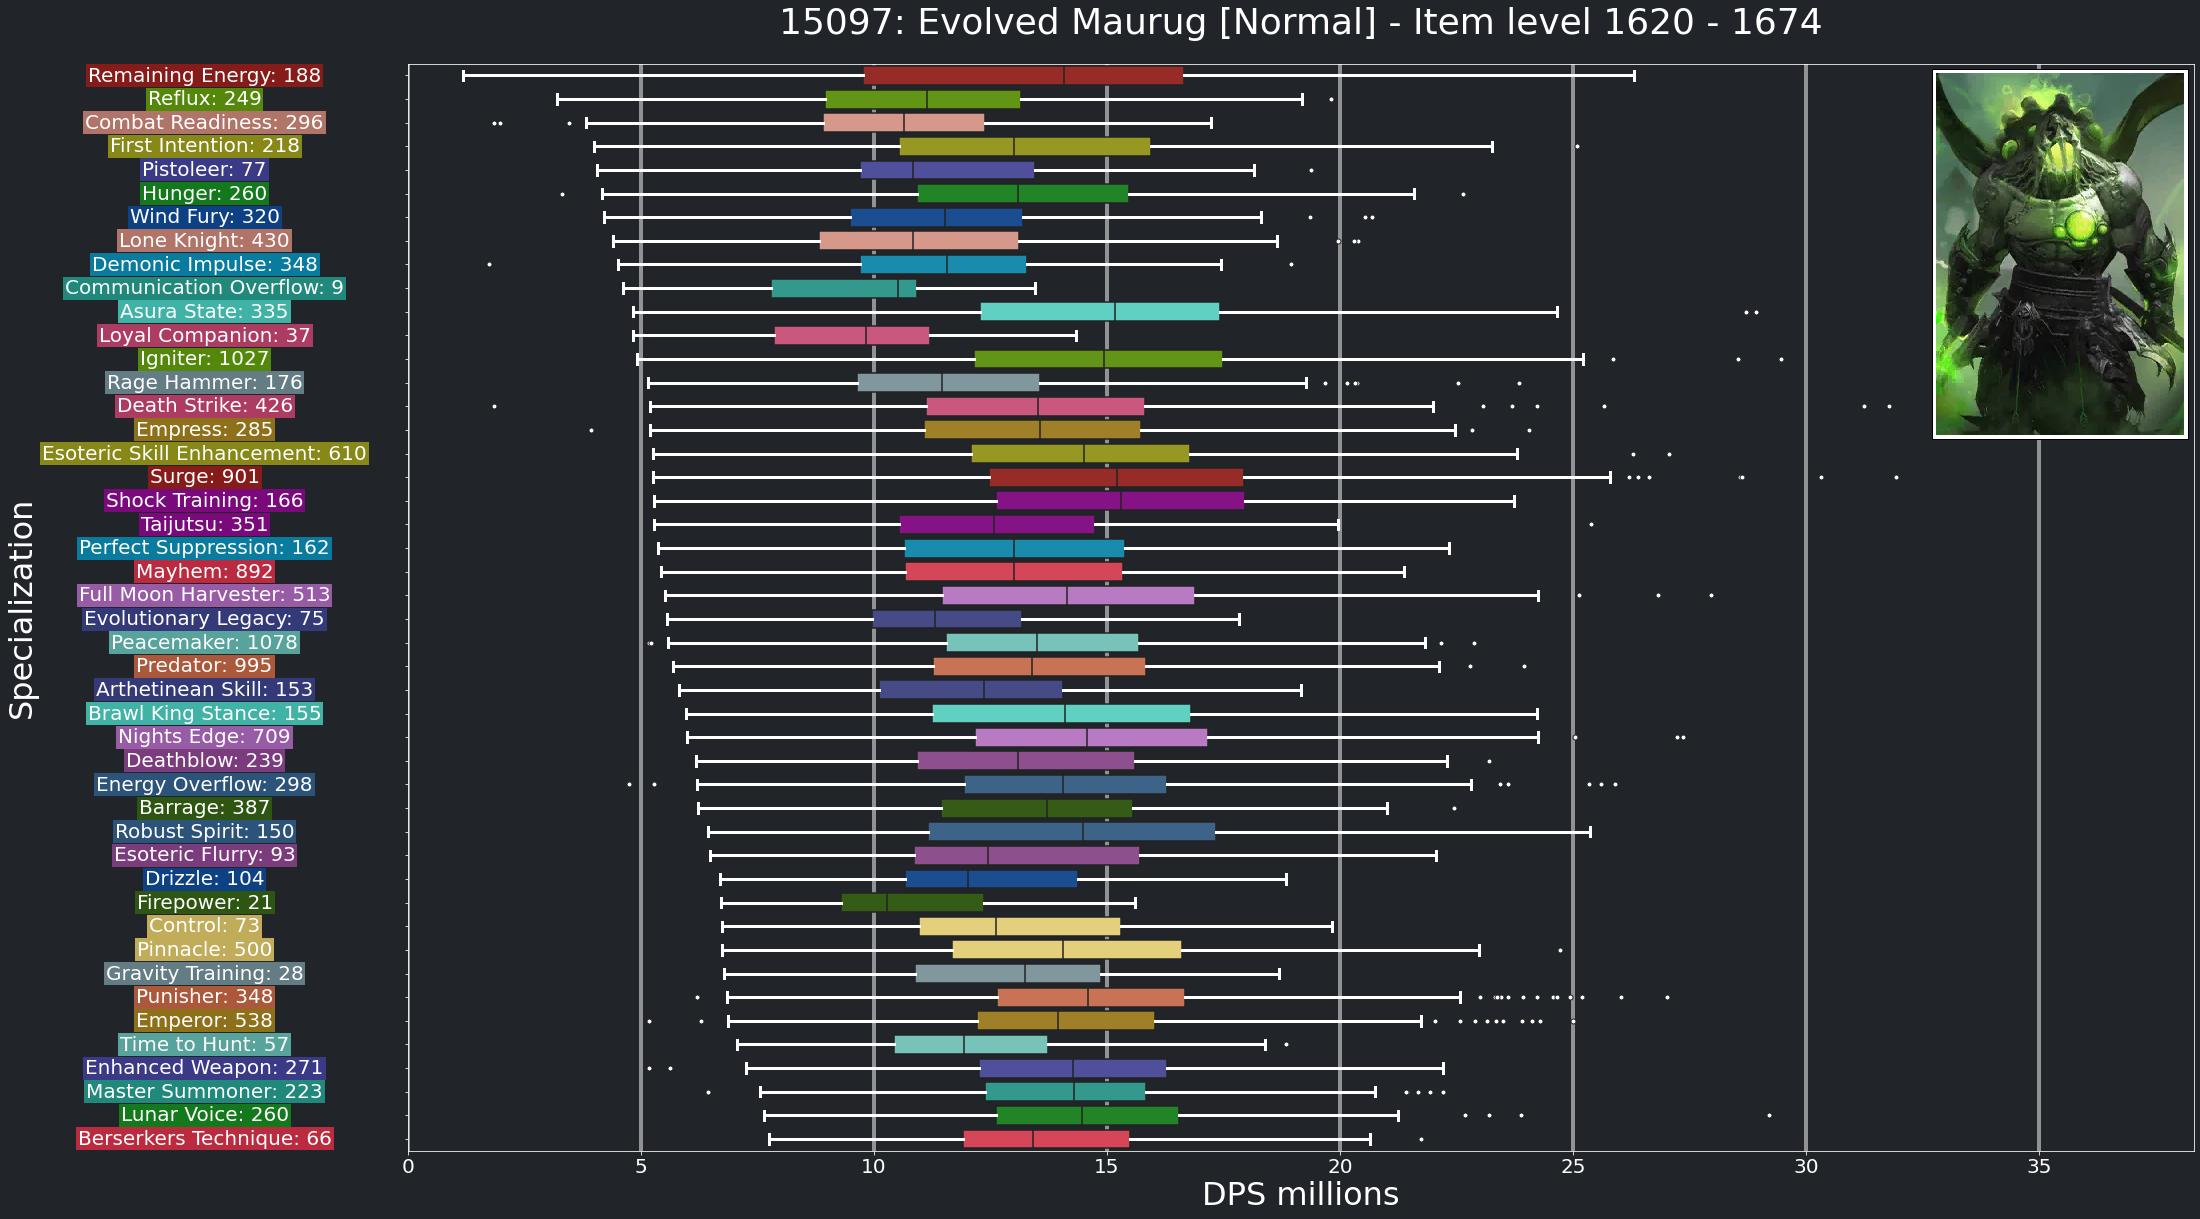 15097: Evolved Maurug [Normal] - Item level 1620 - 1674
Specialization
Remaining Energy: 188
Reflux: 249
Combat Readiness: 296
First Intention: 218
Pistoleer: 77
Hunger: 260
Wind Fury: 320
Lone Knight: 430
Demonic Impulse: 348
Communication Overflow: 9
Asura State: 335
Loyal Companion: 37
Igniter: 1027
Rage Hammer: 176
Death Strike: 426
Empress: 285
Esoteric Skill Enhancement: 610
Surge: 901
Shock Training: 166
Taijutsu: 351
Perfect Suppression: 162
Mayhem: 892
Full Moon Harvester: 513
Evolutionary Legacy: 75
Peacemaker: 1078
Predator: 995
Arthetinean Skill: 153
Brawl King Stance: 155
Nights Edge: 709
Deathblow: 239
Energy Overflow: 298
Barrage: 387
Robust Spirit: 150
Esoteric Flurry: 93
Drizzle: 104
Firepower: 21
Control: 73
Pinnacle: 500
Gravity Training: 28
Punisher: 348
Emperor: 538
Time to Hunt: 57
Enhanced Weapon: 271
Master Summoner: 223
Lunar Voice: 260
Berserkers Technique: 66
0 5 10 15 20 25 30 35
DPS millions